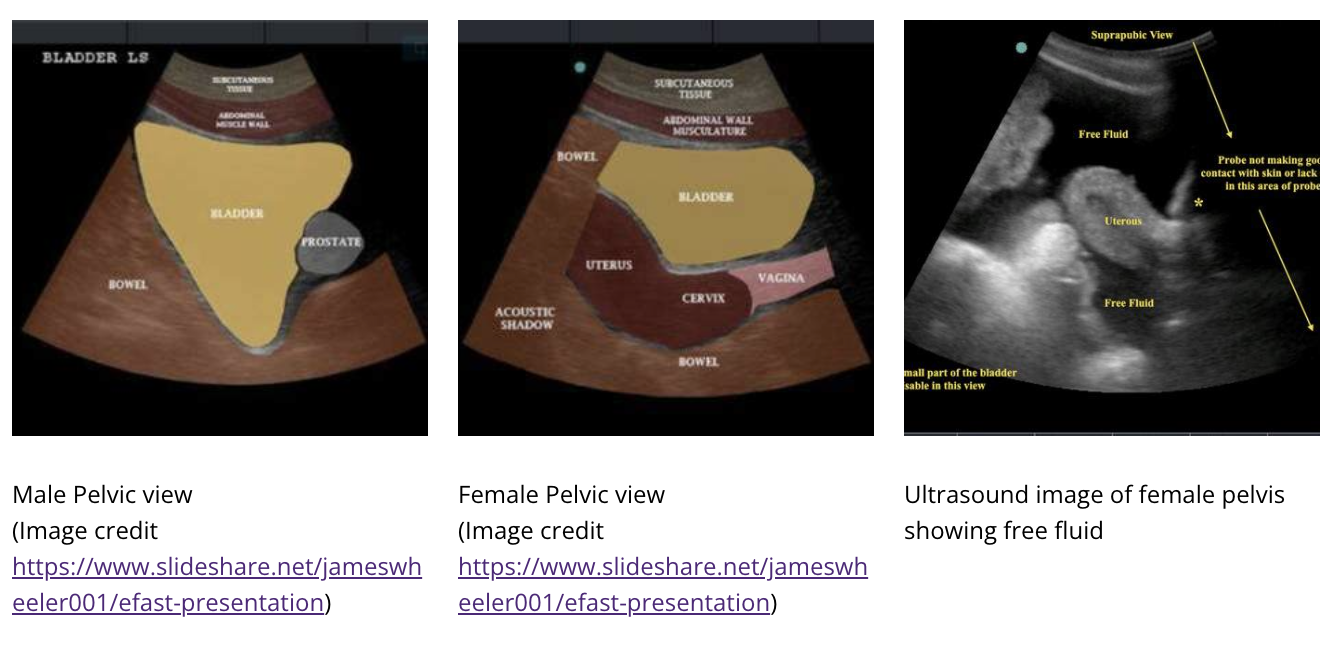 BLADDER LS
SUBCUTANEOUS
TISSUE
ABDOMINAL
MUSCLE WALL
BLADDER
PROSTATE
BOWEL
SUBCUTANEOUS
TISSUE
ABDOMINAL WALL
MUSCULATURE
BOWEL
BLADDER
UTERUS
VAGINA
CERVIX
ACOUSTIC
SHADOW
BOWEL
Suprapubic View
Free Fluid
Probe not making goo
contact with skin or lack
in this area of probe
*
Uterous
Free Fluid
mall part of the bladder
sable in this view
Male Pelvic view
(Image credit
https://www.slideshare.net/jameswh
eeler001/efast-presentation)
Female Pelvic view
(Image credit
https://www.slideshare.net/jameswh
eeler001/efast-presentation)
Ultrasound image of female pelvis
showing free fluid